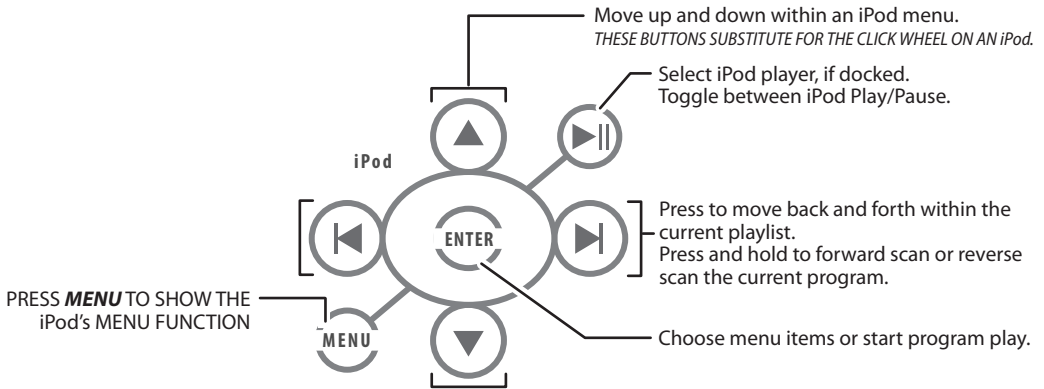 Move up and down within an iPod menu.
THESE BUTTONS SUBSTITUTE FOR THE CLICK WHEEL ON AN iPod.
Select iPod player, if docked.
Toggle between iPod Play/Pause.
iPod
ENTER
Press to move back and forth within the
current playlist.
Press and hold to forward scan or reverse
scan the current program.
PRESS MENU TO SHOW THE
iPod's MENU FUNCTION
MENU
Choose menu items or start program play.